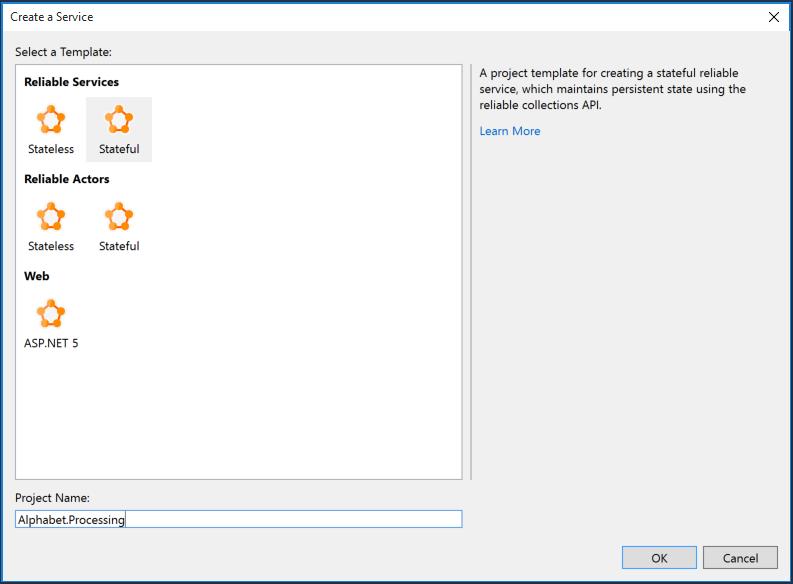 Create a Service
Select a Template:
Reliable Services
Stateless
Stateful
Reliable Actors
Stateless
Stateful
Web
ASP.NET 5
A project template for creating a stateful reliable
service, which maintains persistent state using the
reliable collections API.
Learn More
Project Name:
Alphabet.Processing
OK
Cancel